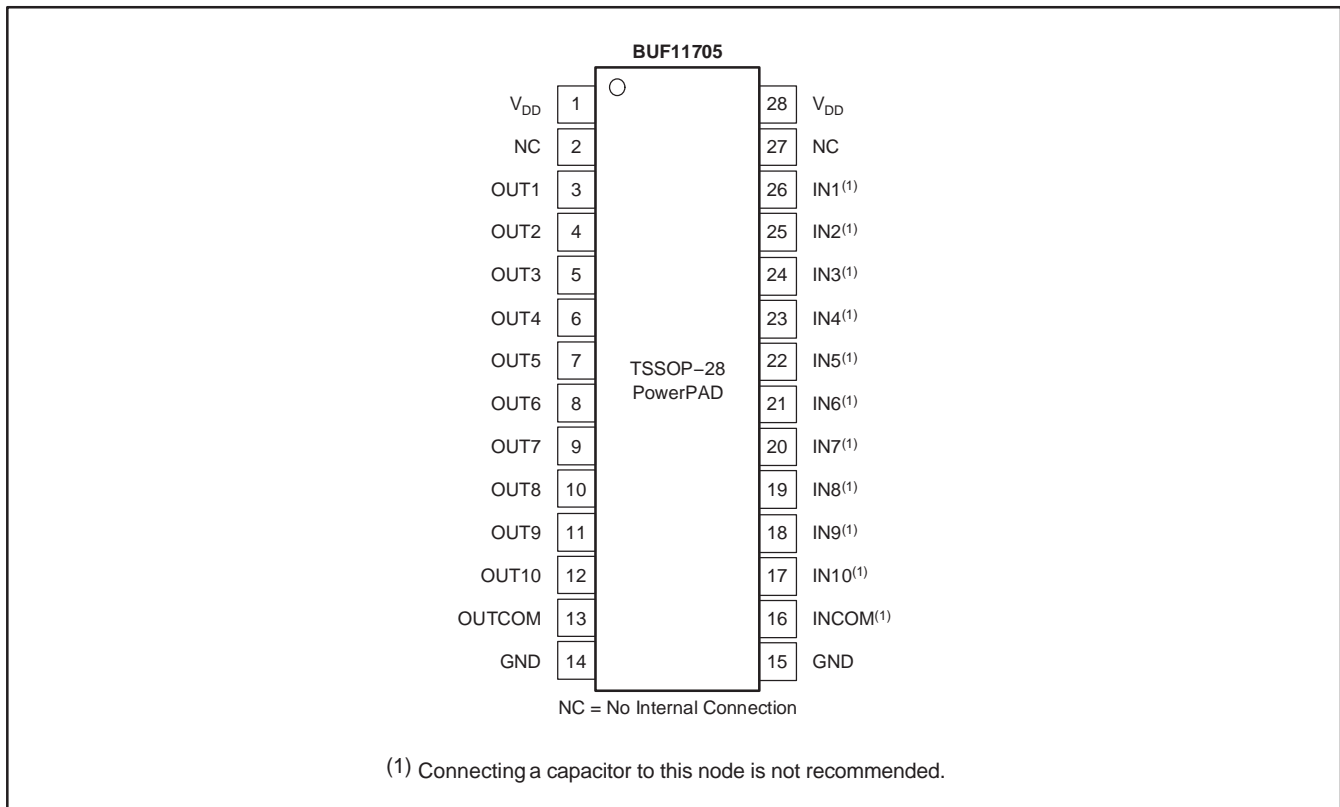 BUF11705
V_DD 1 28 V_DD
NC 2 27 NC
OUT1 3 26 IN1(1)
OUT2 4 25 IN2(1)
OUT3 5 24 IN3(1)
OUT4 6 23 IN4(1)
OUT5 7 22 IN5(1)
TSSOP–28
PowerPAD
OUT6 8 21 IN6(1)
OUT7 9 20 IN7(1)
OUT8 10 19 IN8(1)
OUT9 11 18 IN9(1)
OUT10 12 17 IN10(1)
OUTCOM 13 16 INCOM(1)
GND 14 15 GND
NC = No Internal Connection
(1) Connecting a capacitor to this node is not recommended.